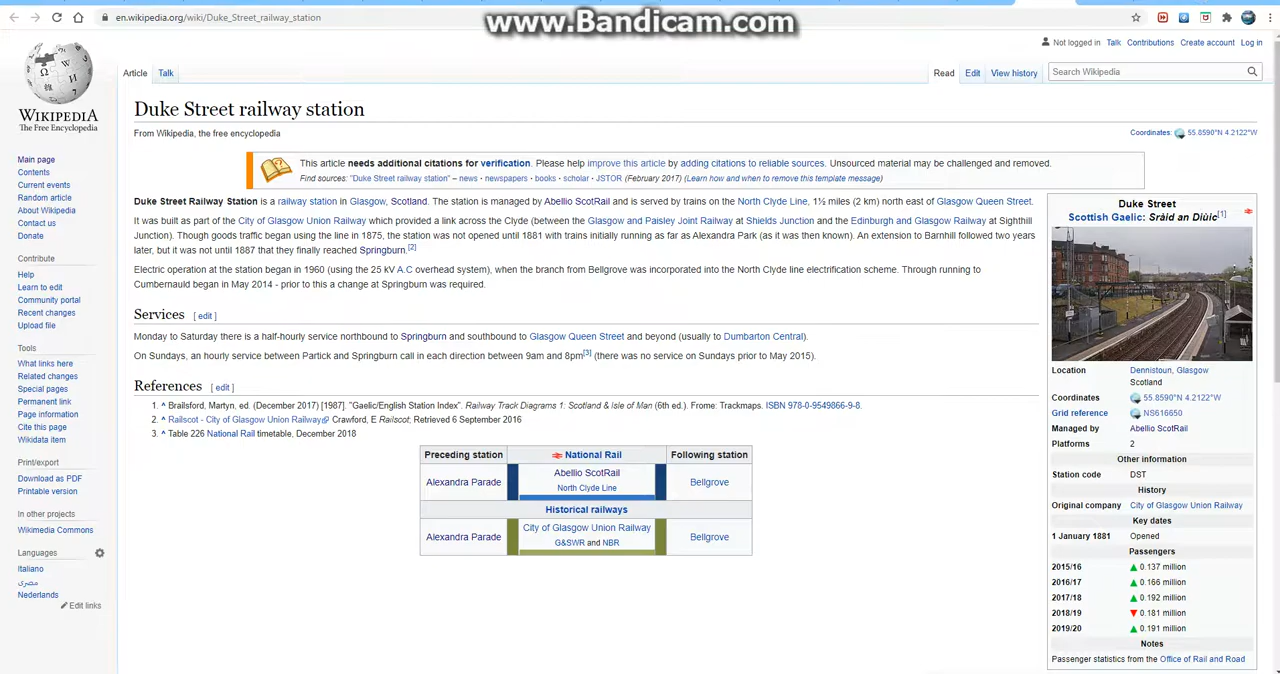 en.wikipedia.org/wiki/Duke_Street_railway_station
www.Bandicam.com
Not logged in Talk Contributions Create account Log in
Article Talk
Read Edit View history Search Wikipedia
WIKIPEDIA
The Free Encyclopedia
Main page
Contents
Current events
Random article
About Wikipedia
Contact us
Donate
Contribute
Help
Learn to edit
Community portal
Recent changes
Upload file
Tools
What links here
Related changes
Special pages
Permanent link
Page information
Cite this page
Wikidata item
Print/export
Download as PDF
Printable version
In other projects
Wikimedia Commons
Languages
Italiano
مصرى
Nederlands
Edit links
Duke Street railway station
From Wikipedia, the free encyclopedia
Coordinates: 55.8590°N 4.2122°W
This article needs additional citations for verification. Please help improve this article by adding citations to reliable sources. Unsourced material may be challenged and removed.
Find sources: "Duke Street railway station" – news · newspapers · books · scholar · JSTOR (February 2017) (Learn how and when to remove this template message)
Duke Street Railway Station is a railway station in Glasgow, Scotland. The station is managed by Abellio ScotRail and is served by trains on the North Clyde Line, 1½ miles (2 km) north east of Glasgow Queen Street.
It was built as part of the City of Glasgow Union Railway which provided a link across the Clyde (between the Glasgow and Paisley Joint Railway at Shields Junction and the Edinburgh and Glasgow Railway at Sighthill
Junction). Though goods traffic began using the line in 1875, the station was not opened until 1881 with trains initially running as far as Alexandra Park (as it was then known). An extension to Barnhill followed two years
later, but it was not until 1887 that they finally reached Springburn.[2]
Electric operation at the station began in 1960 (using the 25 kV A.C overhead system), when the branch from Bellgrove was incorporated into the North Clyde line electrification scheme. Through running to
Cumbernauld began in May 2014 - prior to this a change at Springburn was required.
Services [ edit ]
Monday to Saturday there is a half-hourly service northbound to Springburn and southbound to Glasgow Queen Street and beyond (usually to Dumbarton Central).
On Sundays, an hourly service between Partick and Springburn call in each direction between 9am and 8pm[3] (there was no service on Sundays prior to May 2015).
References [ edit ]
1. ^ Brailsford, Martyn, ed. (December 2017) [1987]. "Gaelic/English Station Index". Railway Track Diagrams 1: Scotland & Isle of Man (6th ed.). Frome: Trackmaps. ISBN 978-0-9549866-9-8.
2. ^ Railscot - City of Glasgow Union Railway Crawford, E Railscot; Retrieved 6 September 2016
3. ^ Table 226 National Rail timetable, December 2018
Preceding station National Rail Following station
Alexandra Parade Abellio ScotRail Bellgrove
North Clyde Line
Historical railways
Alexandra Parade City of Glasgow Union Railway Bellgrove
G&SWR and NBR
Duke Street
Scottish Gaelic: Sràid an Diùic[1]
Location Dennistoun, Glasgow
Scotland
Coordinates 55.8590°N 4.2122°W
Grid reference NS616650
Managed by Abellio ScotRail
Platforms 2
Other information
Station code DST
History
Original company City of Glasgow Union Railway
Key dates
1 January 1881 Opened
Passengers
2015/16 ▲ 0.137 million
2016/17 ▲ 0.166 million
2017/18 ▲ 0.192 million
2018/19 ▼ 0.181 million
2019/20 ▲ 0.191 million
Notes
Passenger statistics from the Office of Rail and Road